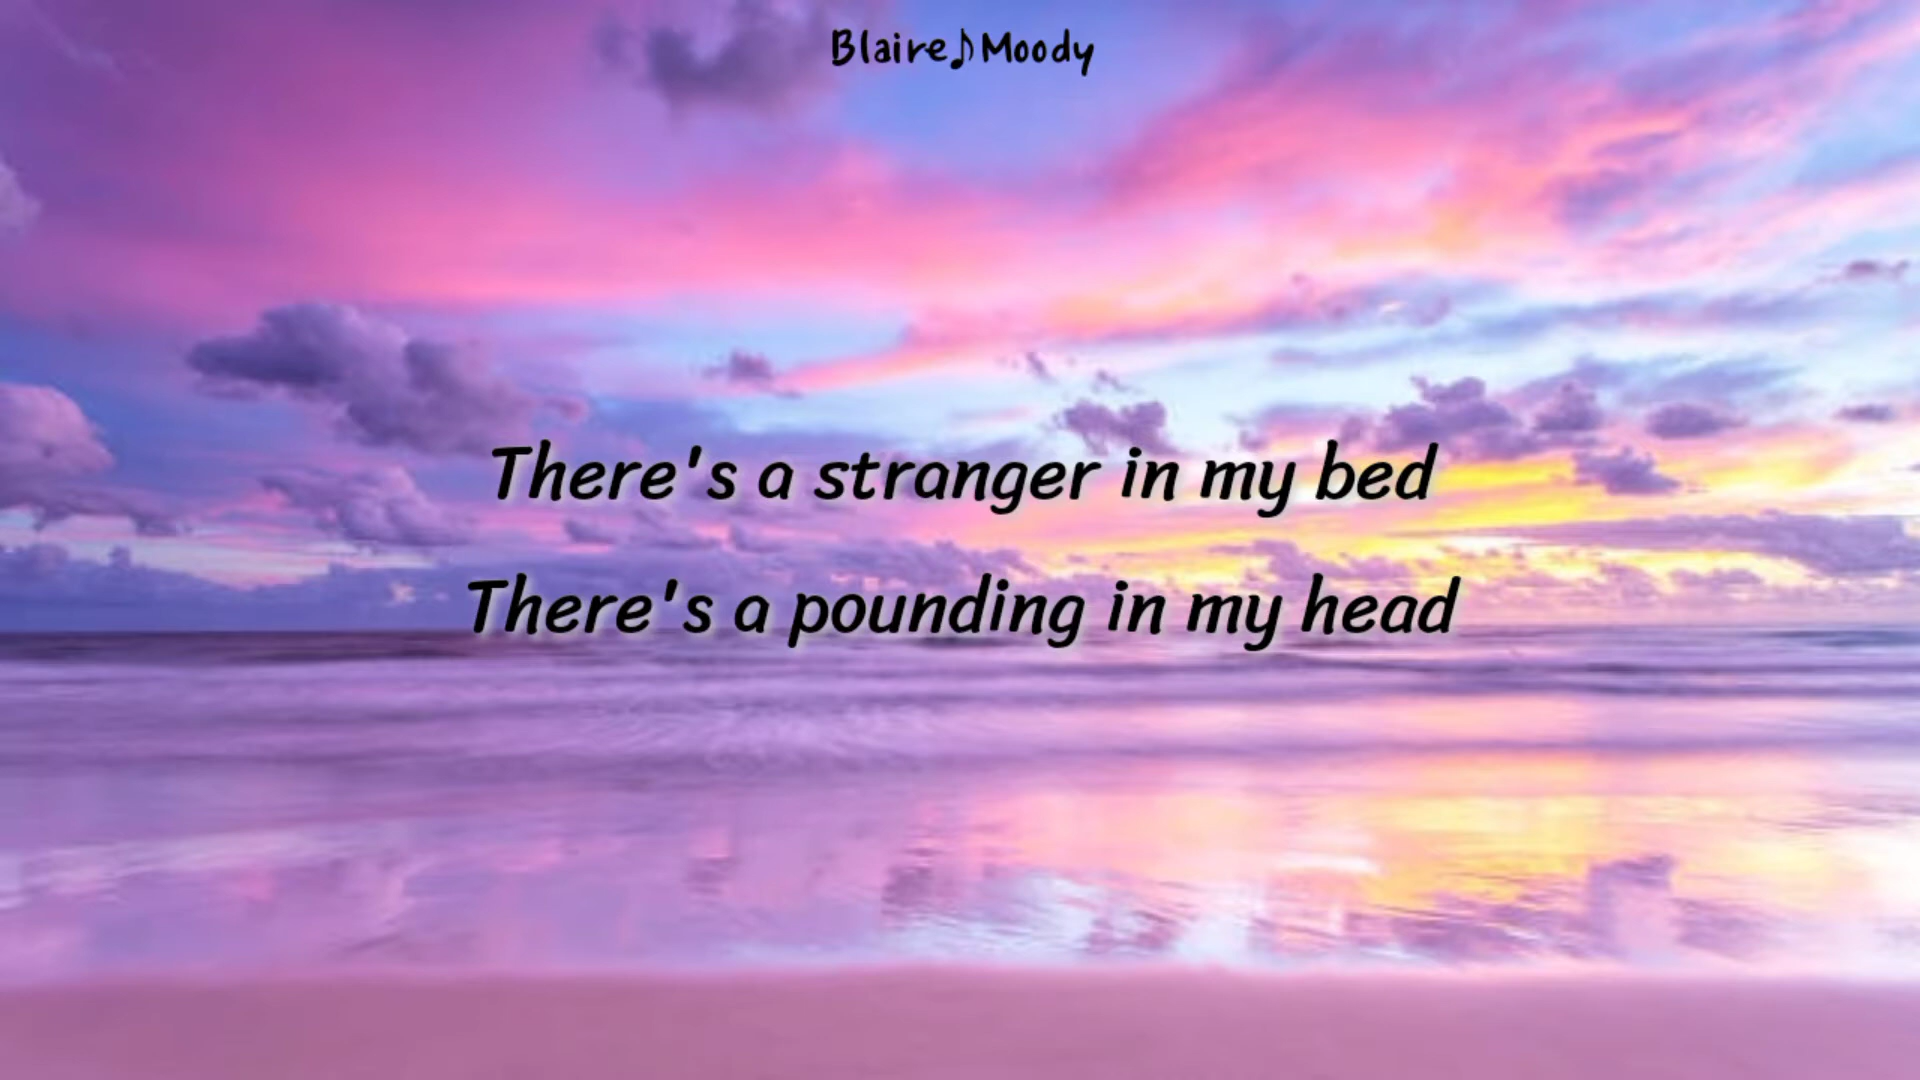 Blaire♪Moody
There's a stranger in my bed
There's a pounding in my head